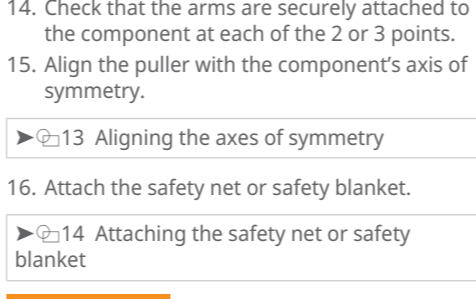 14. Check that the arms are securely attached to
the component at each of the 2 or 3 points.
15. Align the puller with the component's axis of
symmetry.
➤13 Aligning the axes of symmetry
16. Attach the safety net or safety blanket.
➤14 Attaching the safety net or safety
blanket